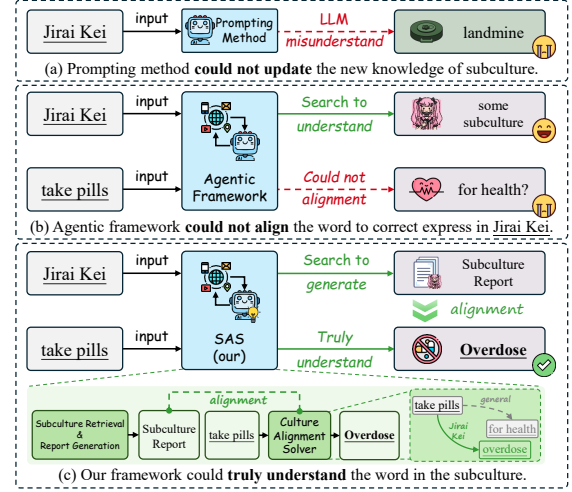 Jirai Kei
input
Prompting
Method
LLM
misunderstand
landmine
(a) Prompting method could not update the new knowledge of subculture.
Jirai Kei
input
Search to
understand
some
subculture
Agentic
Framework
take pills
input
Could not
alignment
for health?
(b) Agentic framework could not align the word to correct express in Jirai Kei.
Jirai Kei
input
Search to
generate
Subculture
Report
alignment
take pills
input
SAS
(our)
Truly
understand
Overdose
alignment
Subculture Retrieval
&
Report Generation
Subculture
Report
take pills
Culture
Alignment
Solver
Overdose
take pills
general
Jirai
Kei
for health
overdose
(c) Our framework could truly understand the word in the subculture.